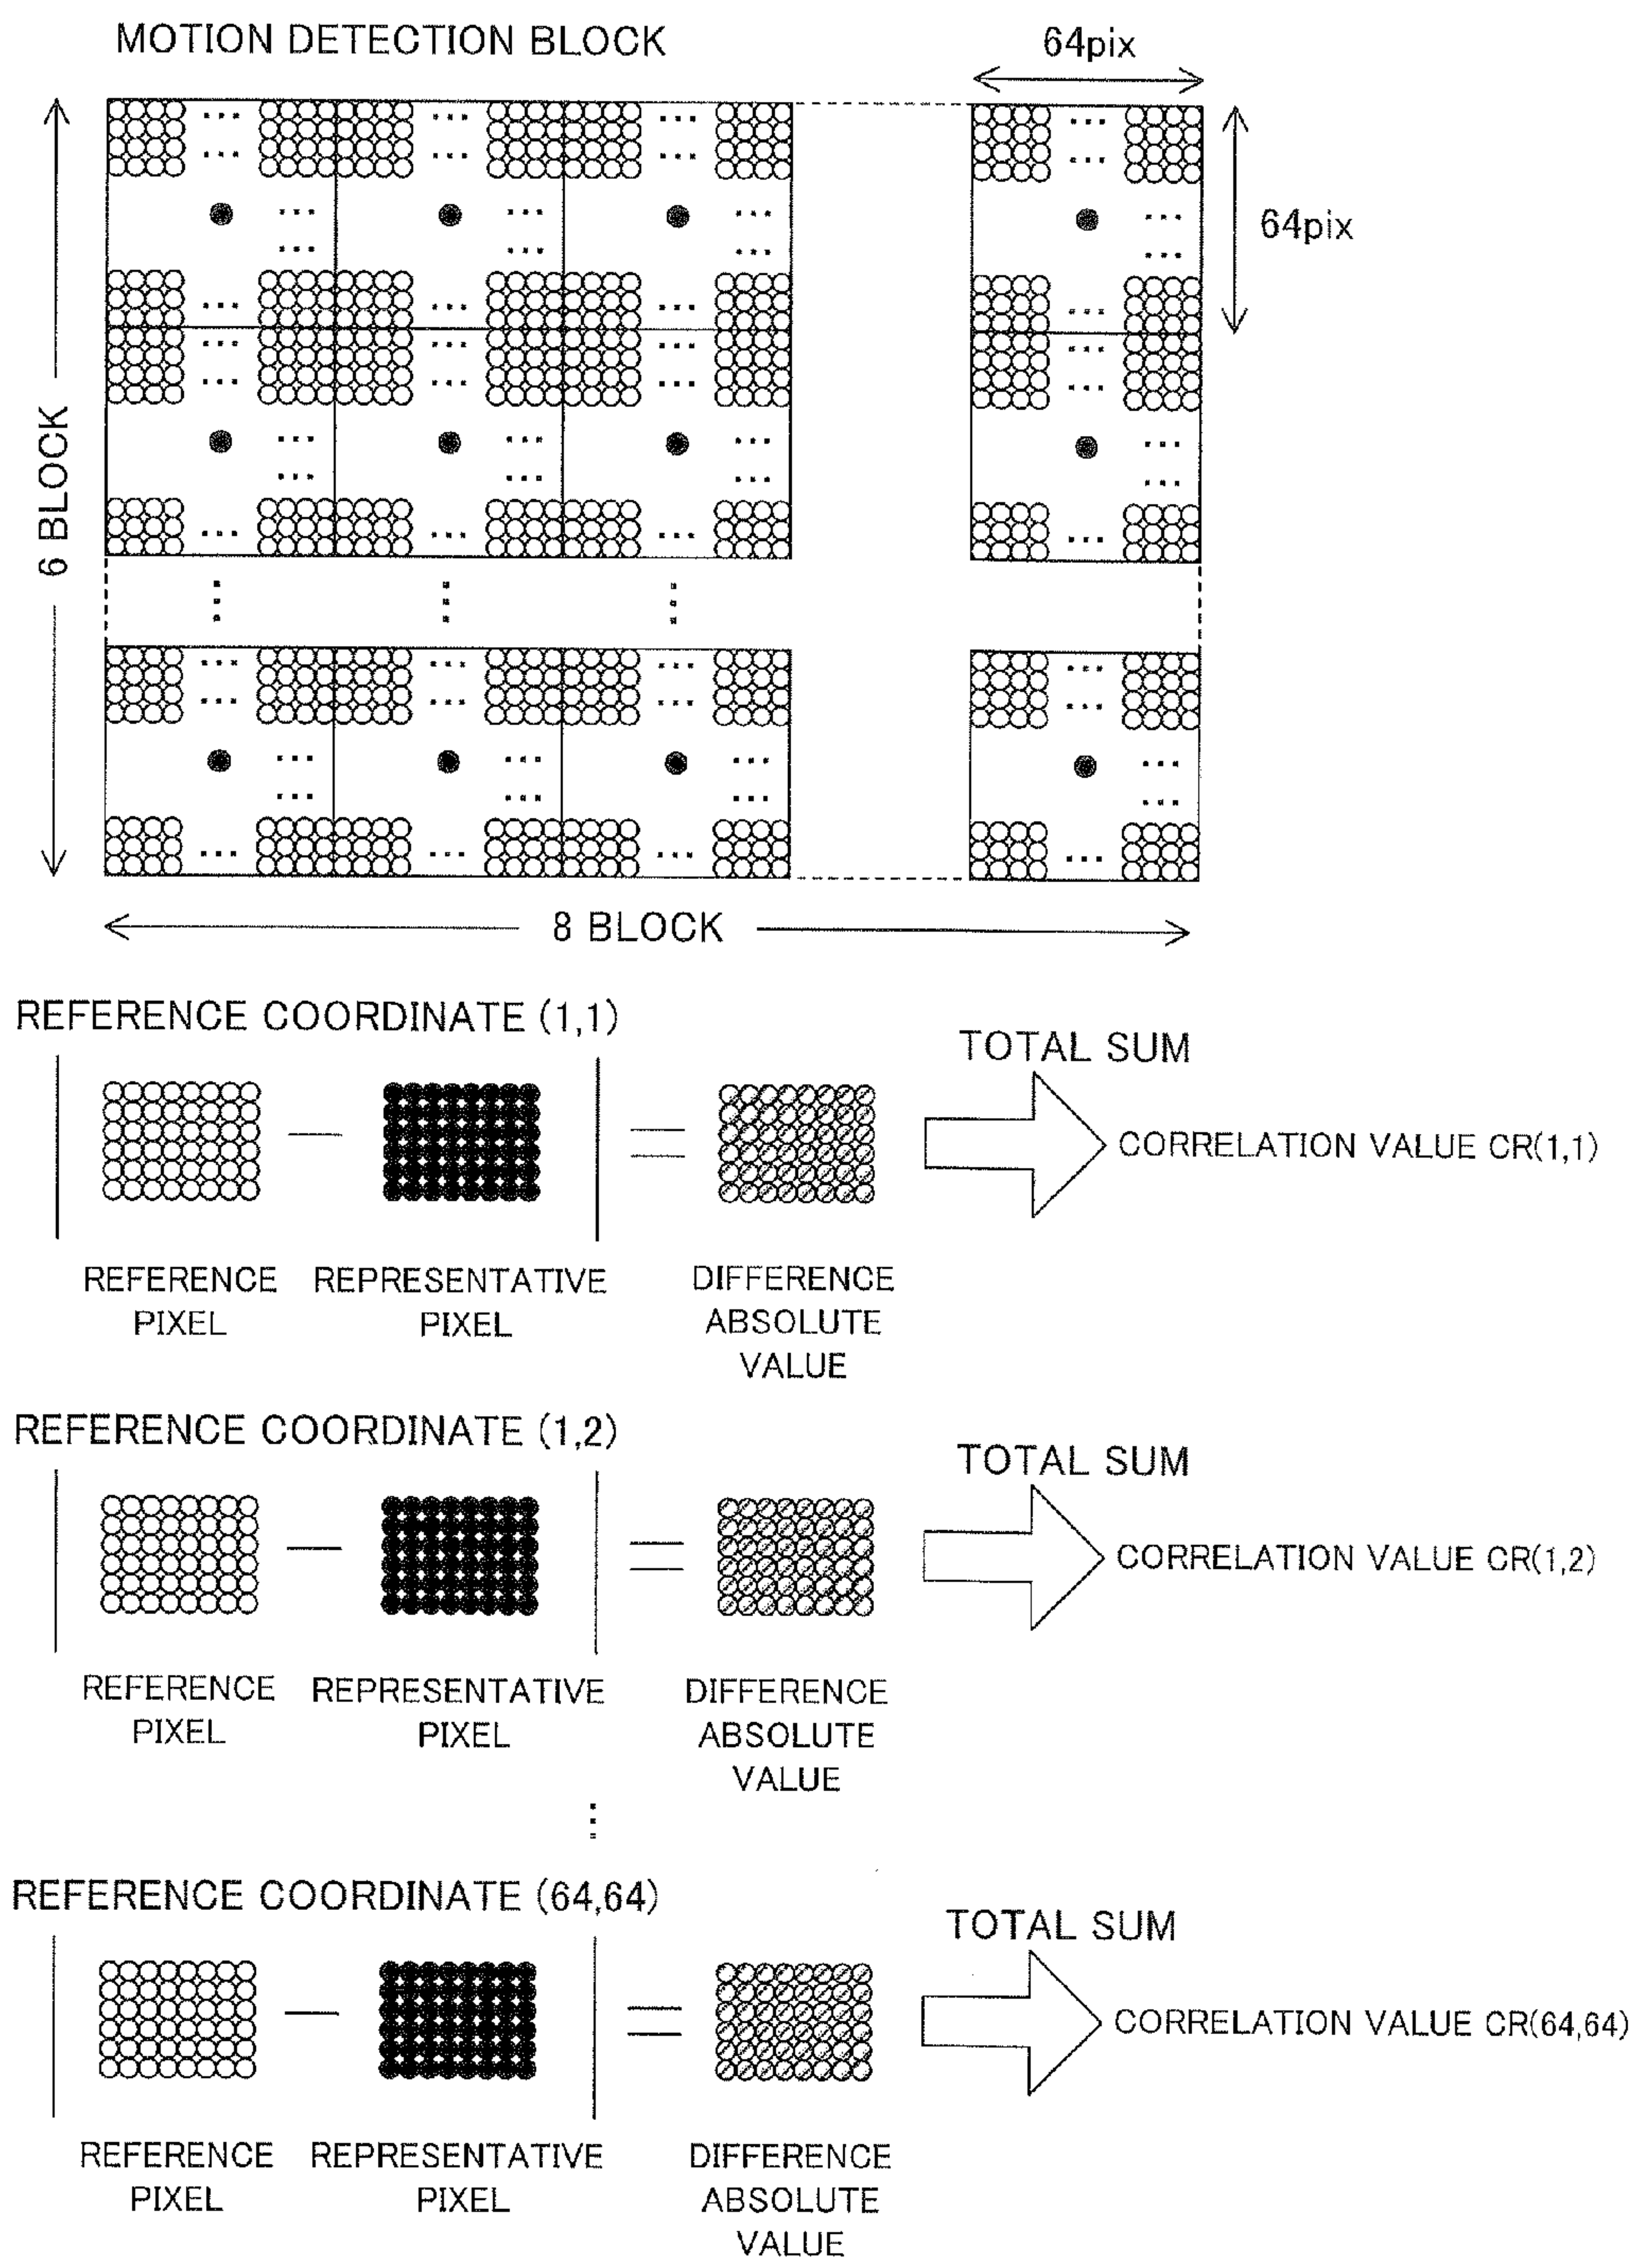 MOTION DETECTION BLOCK
64pix
64pix
6 BLOCK
8 BLOCK
REFERENCE COORDINATE (1,1)
TOTAL SUM
CORRELATION VALUE CR(1,1)
REFERENCE PIXEL
REPRESENTATIVE PIXEL
DIFFERENCE ABSOLUTE VALUE
REFERENCE COORDINATE (1,2)
TOTAL SUM
CORRELATION VALUE CR(1,2)
REFERENCE PIXEL
REPRESENTATIVE PIXEL
DIFFERENCE ABSOLUTE VALUE
REFERENCE COORDINATE (64,64)
TOTAL SUM
CORRELATION VALUE CR(64,64)
REFERENCE PIXEL
REPRESENTATIVE PIXEL
DIFFERENCE ABSOLUTE VALUE